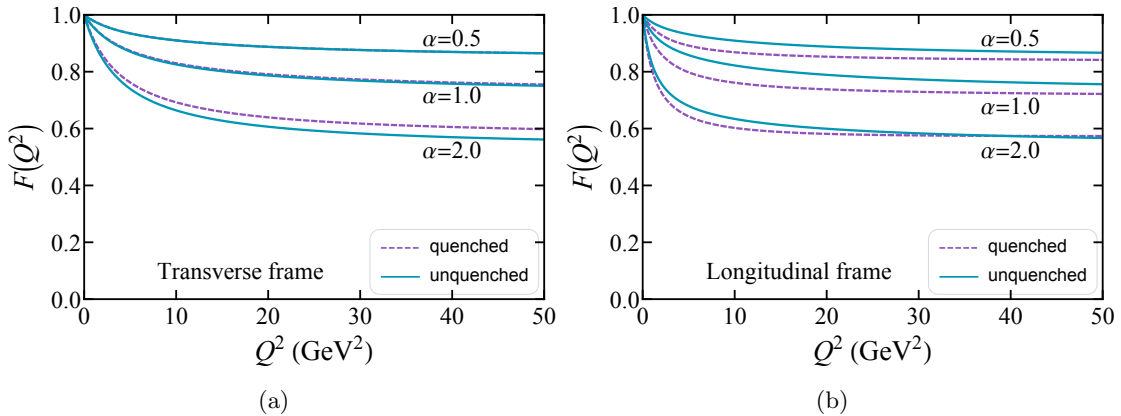 1.0
0.8
0.6
0.4
0.2
0.0
F(Q²)
α=0.5
α=1.0
α=2.0
quenched
unquenched
Transverse frame
0 10 20 30 40 50
Q² (GeV²)
(a)
1.0
0.8
0.6
0.4
0.2
0.0
F(Q²)
α=0.5
α=1.0
α=2.0
quenched
unquenched
Longitudinal frame
0 10 20 30 40 50
Q² (GeV²)
(b)